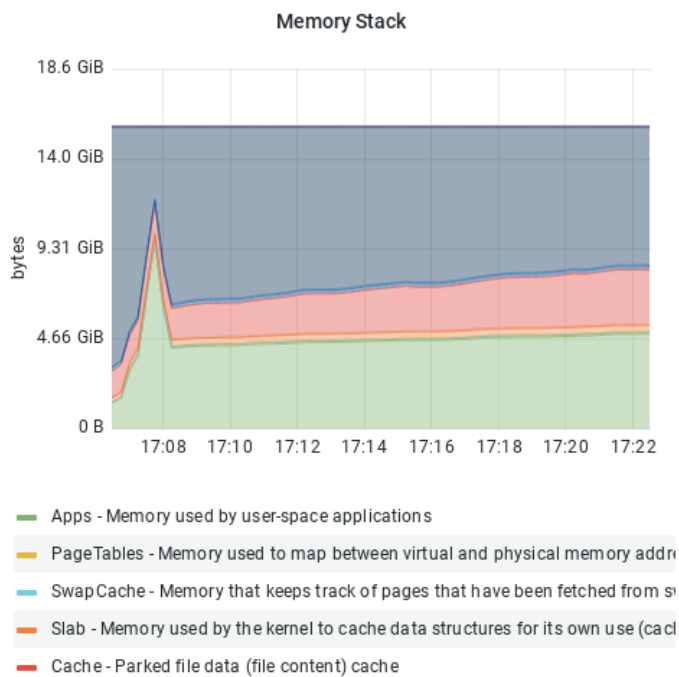 Memory Stack
18.6 GiB
14.0 GiB
9.31 GiB
4.66 GiB
0 B
bytes
17:08 17:10 17:12 17:14 17:16 17:18 17:20 17:22
Apps - Memory used by user-space applications
PageTables - Memory used to map between virtual and physical memory addre
SwapCache - Memory that keeps track of pages that have been fetched from
Slab - Memory used by the kernel to cache data structures for its own use (cacl
Cache - Parked file data (file content) cache